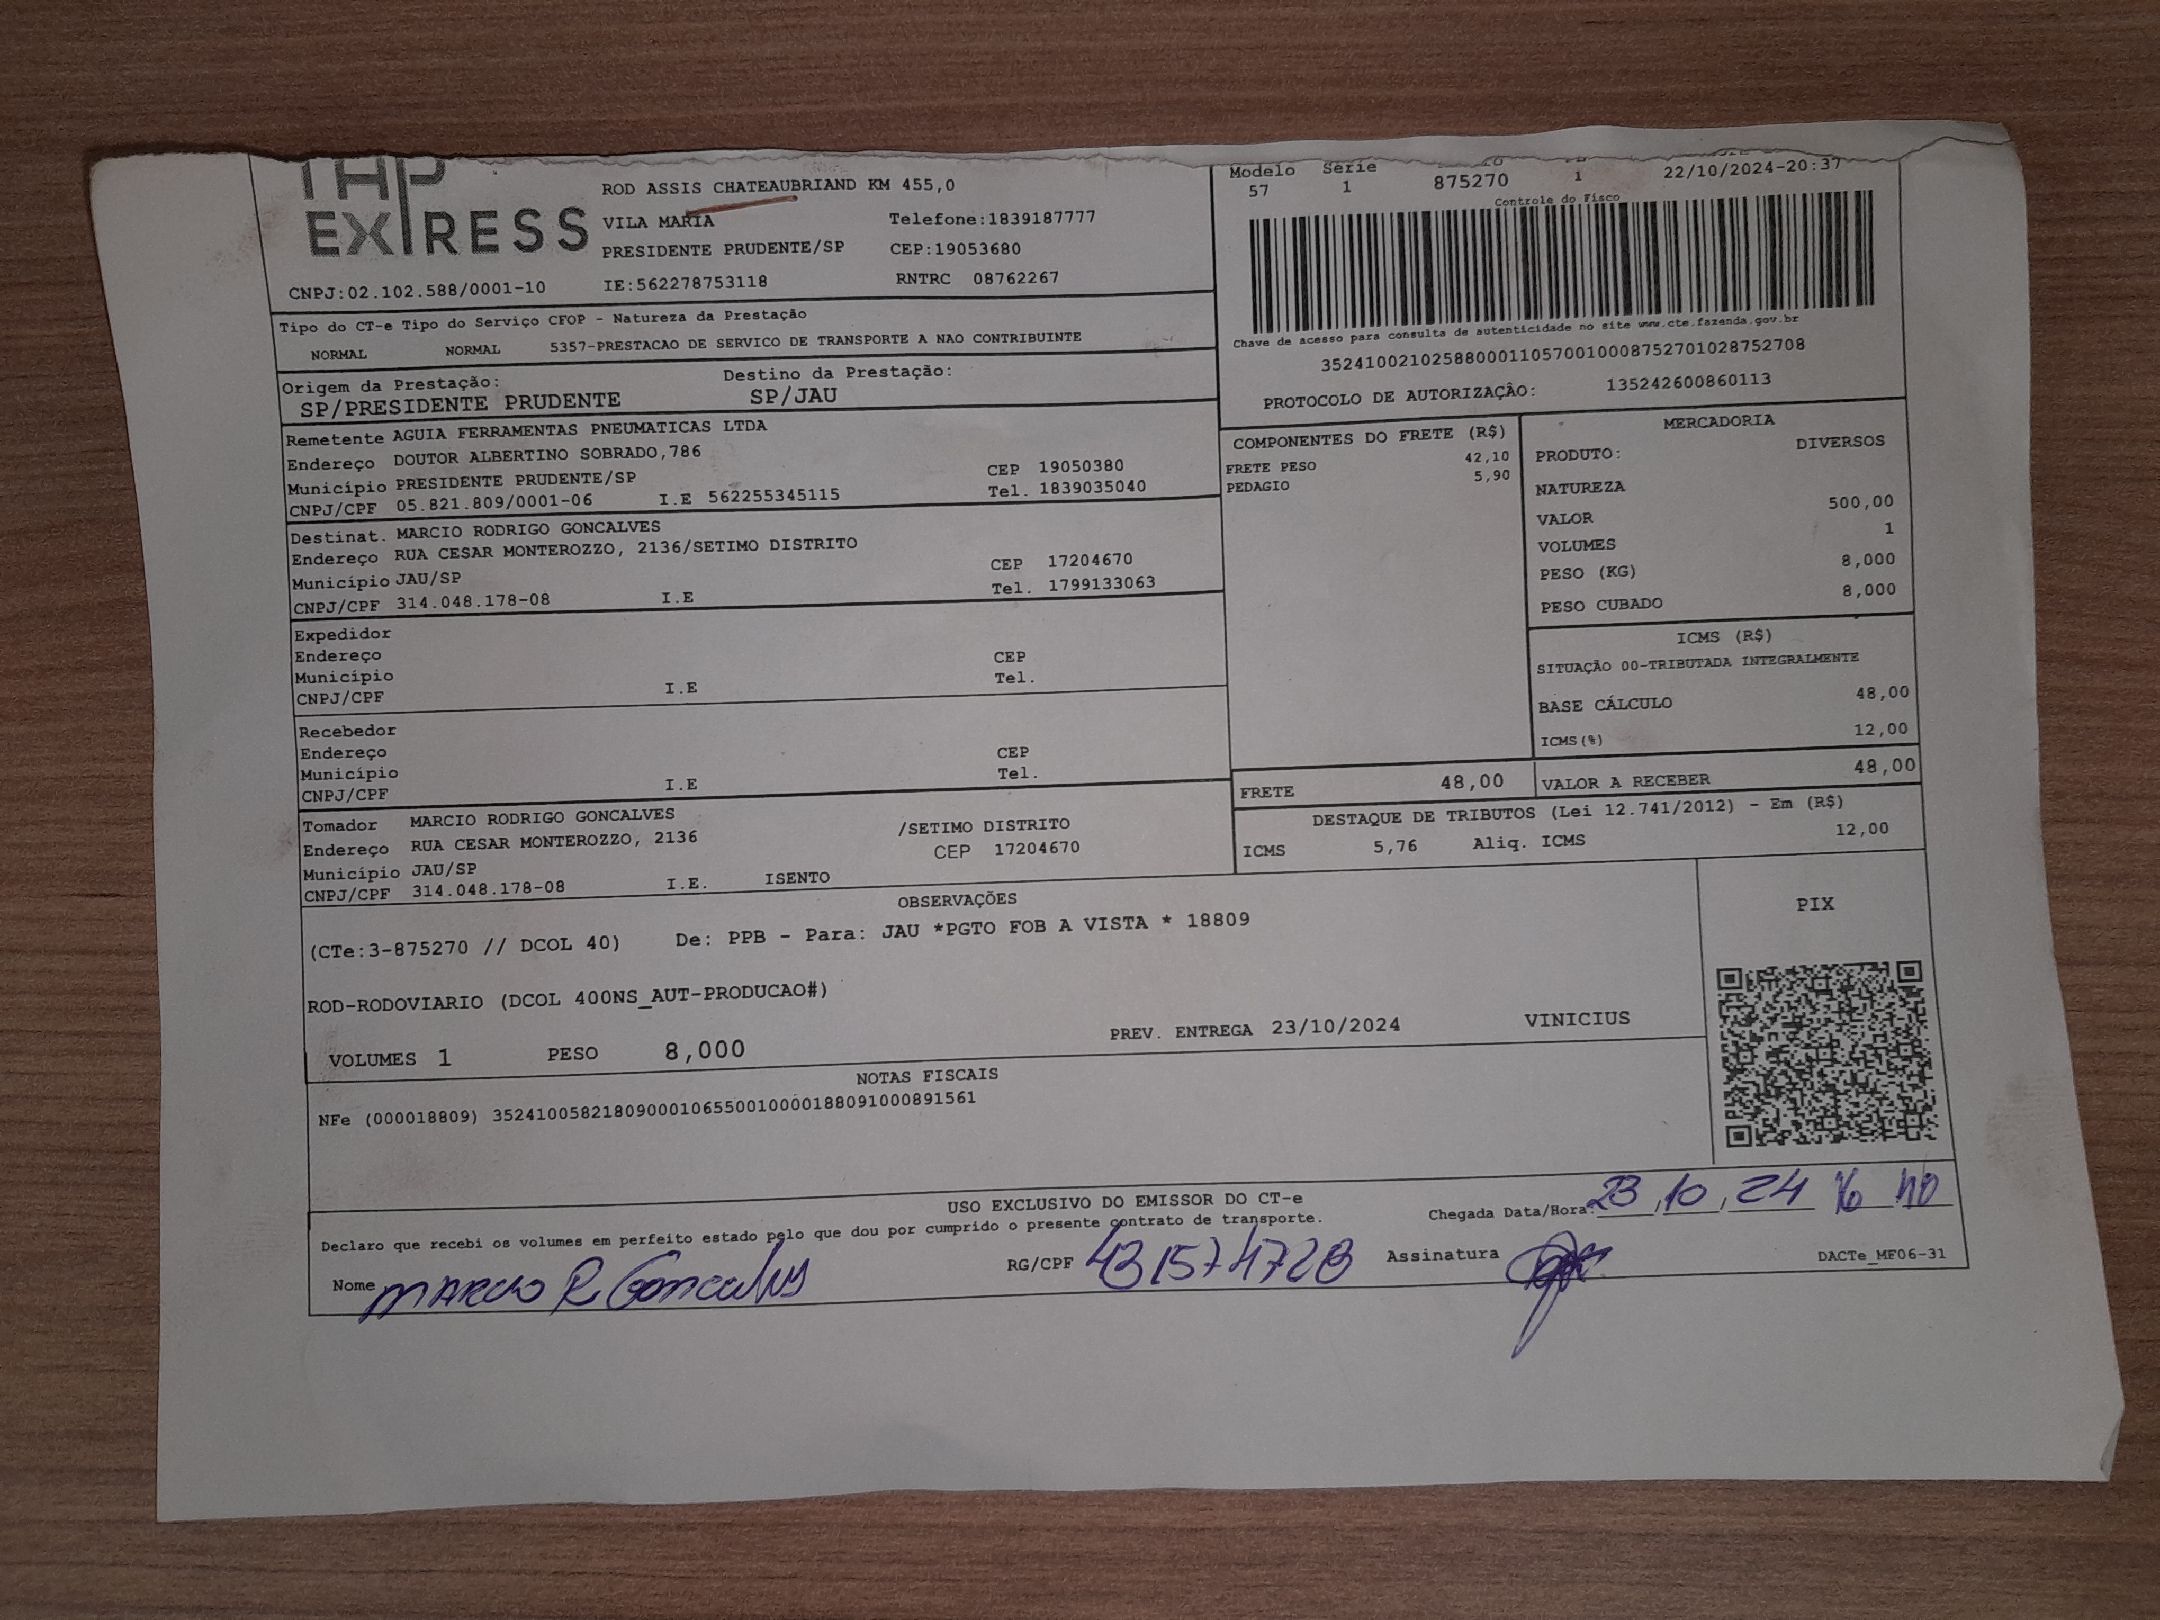 EXPRESS
ROD ASSIS CHATEAUBRIAND KM 455,0
VILA MARIA Telefone:1839187777
PRESIDENTE PRUDENTE/SP CEP:19053680
CNPJ:02.102.588/0001-10 IE:562278753118 RNTRC 08762267
Modelo Serie
57 1 875270 1 22/10/2024-20:37
Controle do Fisco
Chave de acesso para consulta de autenticidade no site www.cte.fazenda.gov.br
35241002102588000110570010008752701028752708
PROTOCOLO DE AUTORIZAÇÃO: 135242600860113
Tipo do CT-e Tipo do Serviço CFOP - Natureza da Prestação
NORMAL NORMAL 5357-PRESTACAO DE SERVICO DE TRANSPORTE A NAO CONTRIBUINTE
Origem da Prestação: Destino da Prestação:
SP/PRESIDENTE PRUDENTE SP/JAU
Remetente AGUIA FERRAMENTAS PNEUMATICAS LTDA
Endereço DOUTOR ALBERTINO SOBRADO,786 CEP 19050380
Município PRESIDENTE PRUDENTE/SP Tel. 1839035040
CNPJ/CPF 05.821.809/0001-06 I.E 562255345115
Destinat. MARCIO RODRIGO GONCALVES
Endereço RUA CESAR MONTEROZZO, 2136/SETIMO DISTRITO CEP 17204670
Município JAU/SP Tel. 1799133063
CNPJ/CPF 314.048.178-08 I.E
Expedidor
Endereço CEP
Município Tel.
CNPJ/CPF I.E
Recebedor
Endereço CEP
Município Tel.
CNPJ/CPF I.E
Tomador MARCIO RODRIGO GONCALVES /SETIMO DISTRITO
Endereço RUA CESAR MONTEROZZO, 2136 CEP 17204670
Município JAU/SP
CNPJ/CPF 314.048.178-08 I.E. ISENTO
COMPONENTES DO FRETE (R$)
FRETE PESO 42,10
PEDAGIO 5,90
MERCADORIA
PRODUTO: DIVERSOS
NATUREZA
VALOR 500,00
VOLUMES 1
PESO (KG) 8,000
PESO CUBADO 8,000
ICMS (R$)
SITUAÇÃO 00-TRIBUTADA INTEGRALMENTE
BASE CÁLCULO 48,00
ICMS(%) 12,00
FRETE 48,00 VALOR A RECEBER 48,00
DESTAQUE DE TRIBUTOS (Lei 12.741/2012) - Em (R$)
ICMS 5,76 Aliq. ICMS 12,00
OBSERVAÇÕES
(CTe:3-875270 // DCOL 40) De: PPB - Para: JAU *PGTO FOB A VISTA * 18809
ROD-RODOVIARIO (DCOL 400NS_AUT-PRODUCAO#)
VOLUMES 1 PESO 8,000 PREV. ENTREGA 23/10/2024 VINICIUS
PIX
NOTAS FISCAIS
NFe (000018809) 35241005821809000106550010000188091000891561
USO EXCLUSIVO DO EMISSOR DO CT-e
Declaro que recebi os volumes em perfeito estado pelo que dou por cumprido o presente contrato de transporte.
Chegada Data/Hora: 23,10,24 16 40
Nome MARCIO R Goncalves RG/CPF 431574728 Assinatura
DACTe_MF06-31